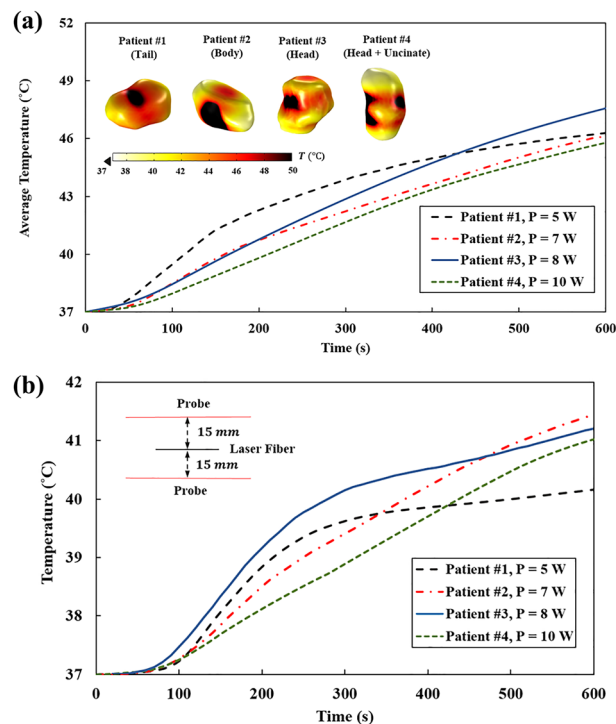 (a)
Patient #1 Patient #2 Patient #3 Patient #4
(Tail) (Body) (Head) (Head + Uncinate)
T (°C)
37 38 40 42 44 46 48 50
Average Temperature (°C)
52
49
46
43
40
37
Patient #1, P = 5 W
Patient #2, P = 7 W
Patient #3, P = 8 W
Patient #4, P = 10 W
0 100 200 300 400 500 600
Time (s)
(b)
Probe
15 mm
Laser Fiber
15 mm
Probe
Temperature (°C)
42
41
40
39
38
37
Patient #1, P = 5 W
Patient #2, P = 7 W
Patient #3, P = 8 W
Patient #4, P = 10 W
0 100 200 300 400 500 600
Time (s)